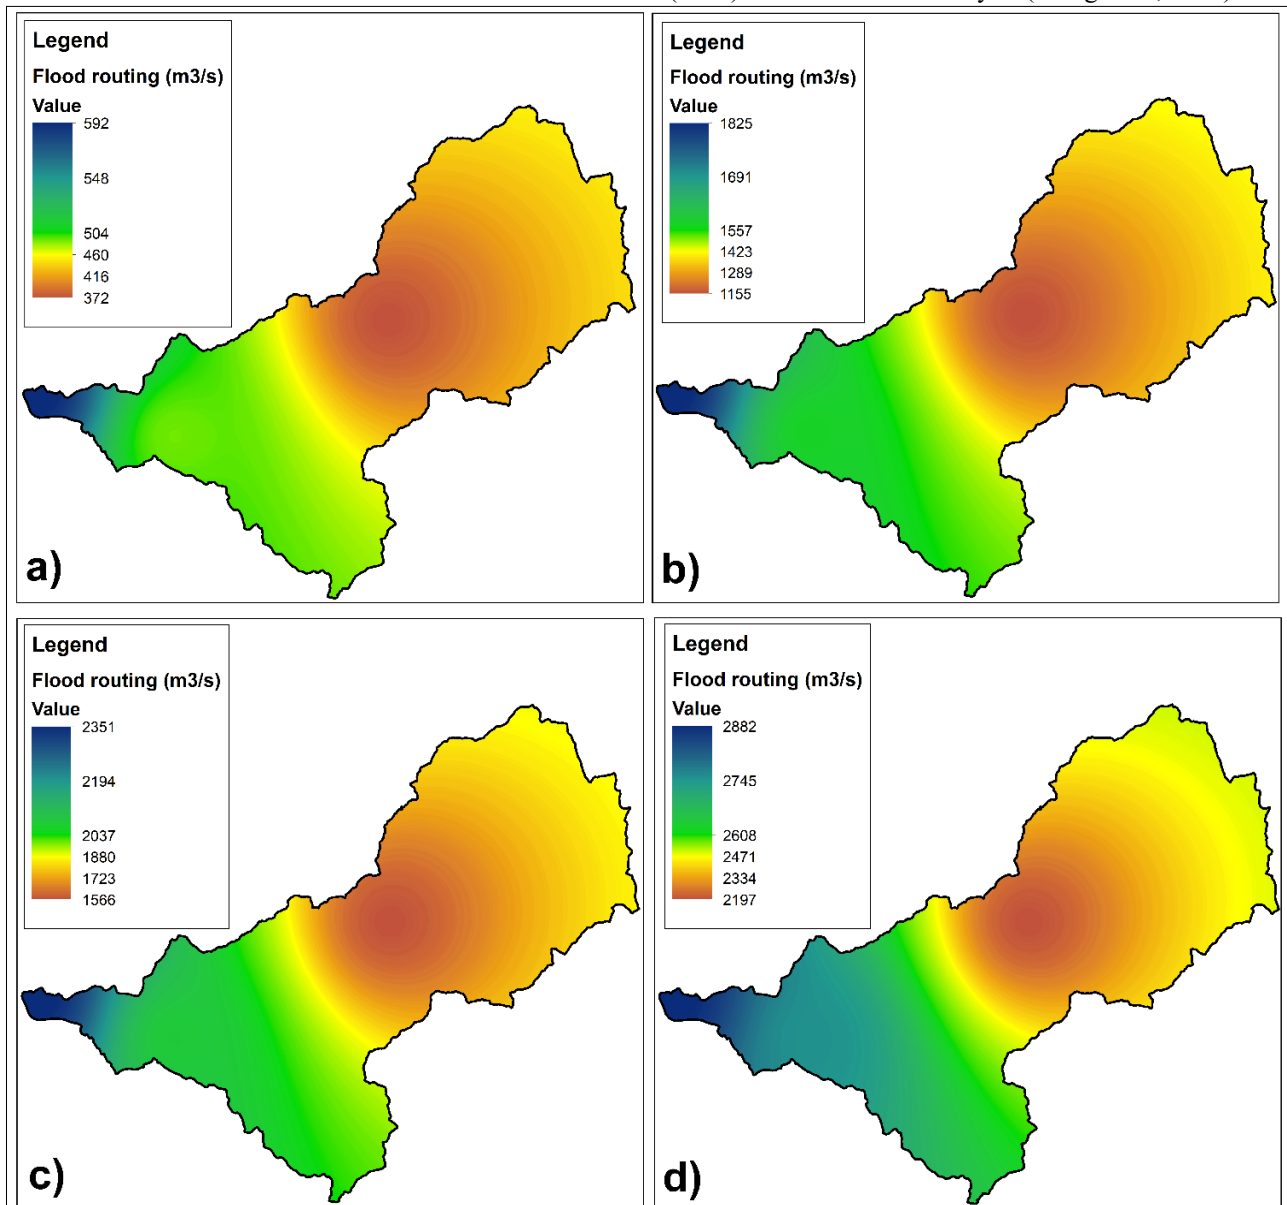 Legend
Flood routing (m3/s)
Value
592
548
504
460
416
372
a)
Legend
Flood routing (m3/s)
Value
1825
1691
1557
1423
1289
1155
b)
Legend
Flood routing (m3/s)
Value
2351
2194
2037
1880
1723
1566
c)
Legend
Flood routing (m3/s)
Value
2882
2745
2608
2471
2334
2197
d)